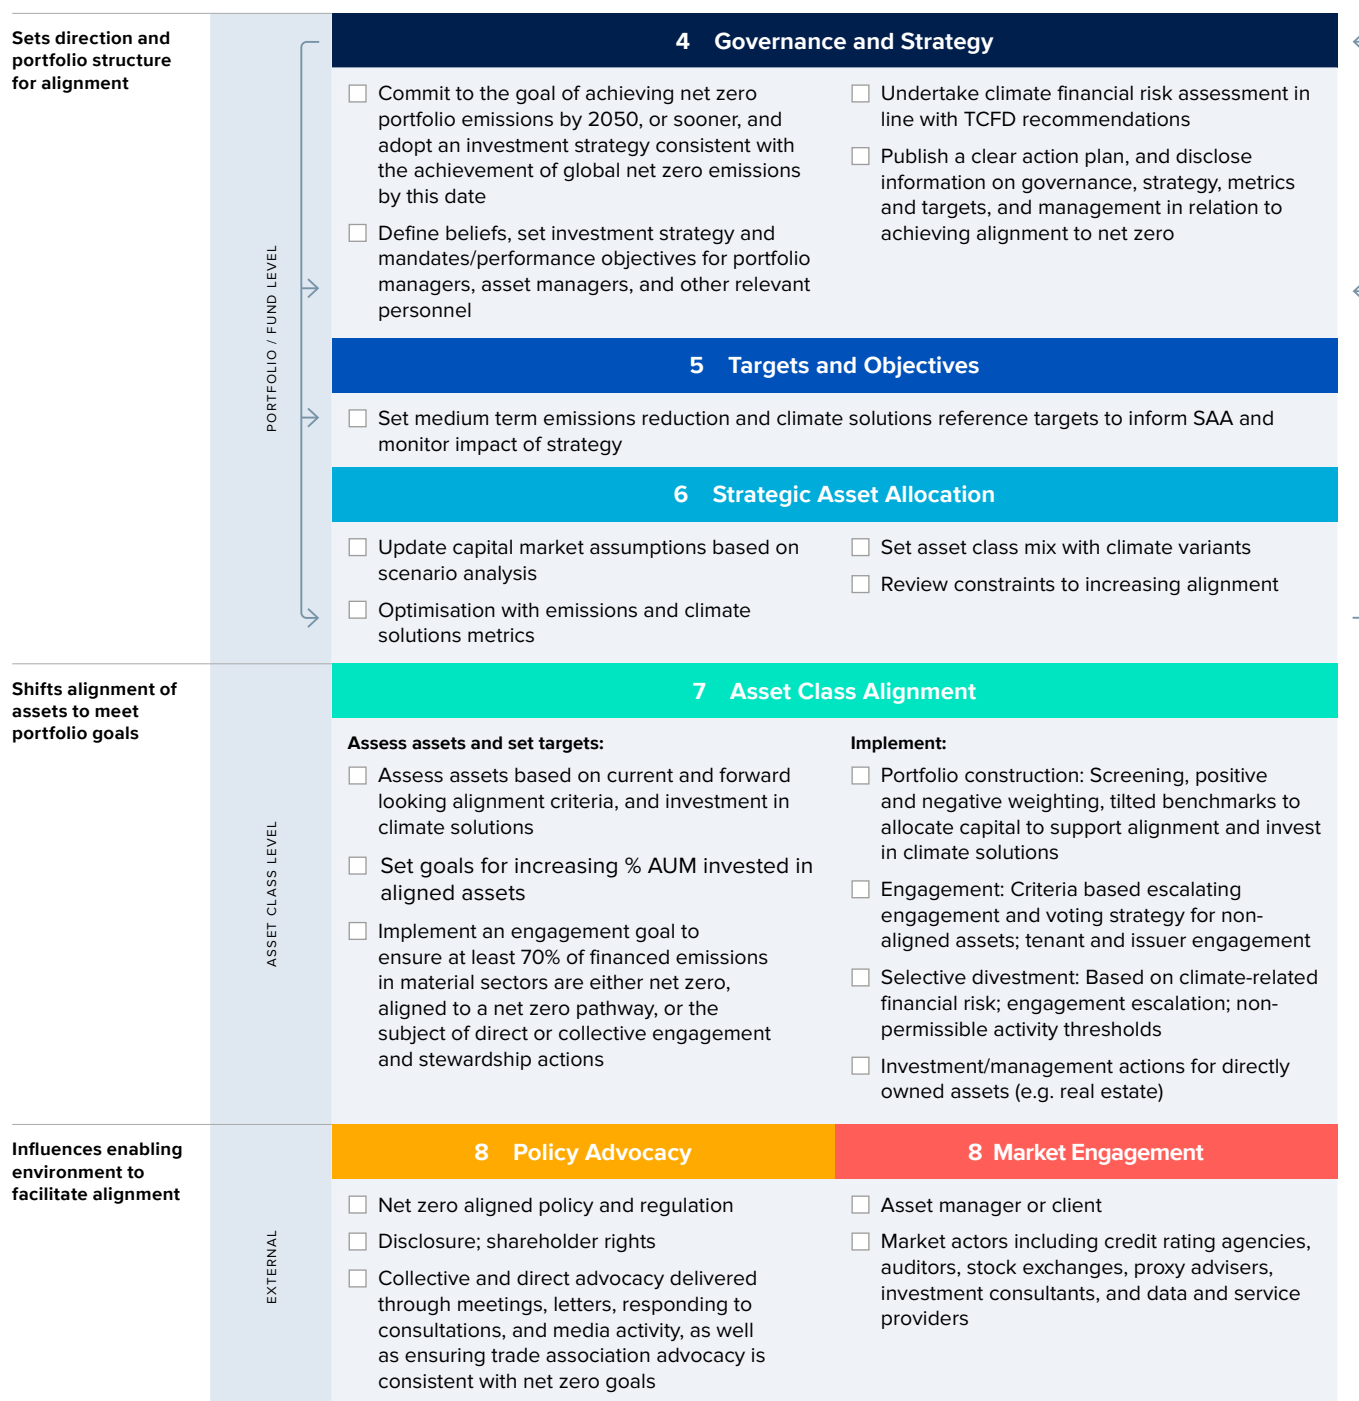 Sets direction and
portfolio structure
for alignment
PORTFOLIO / FUND LEVEL
4 Governance and Strategy
Commit to the goal of achieving net zero
portfolio emissions by 2050, or sooner, and
adopt an investment strategy consistent with
the achievement of global net zero emissions
by this date
Define beliefs, set investment strategy and
mandates/performance objectives for portfolio
managers, asset managers, and other relevant
personnel
Undertake climate financial risk assessment in
line with TCFD recommendations
Publish a clear action plan, and disclose
information on governance, strategy, metrics
and targets, and management in relation to
achieving alignment to net zero
5 Targets and Objectives
Set medium term emissions reduction and climate solutions reference targets to inform SAA and
monitor impact of strategy
6 Strategic Asset Allocation
Update capital market assumptions based on
scenario analysis
Optimisation with emissions and climate
solutions metrics
Set asset class mix with climate variants
Review constraints to increasing alignment
Shifts alignment of
assets to meet
portfolio goals
ASSET CLASS LEVEL
7 Asset Class Alignment
Assess assets and set targets:
Assess assets based on current and forward
looking alignment criteria, and investment in
climate solutions
Set goals for increasing % AUM invested in
aligned assets
Implement an engagement goal to
ensure at least 70% of financed emissions
in material sectors are either net zero,
aligned to a net zero pathway, or the
subject of direct or collective engagement
and stewardship actions
Implement:
Portfolio construction: Screening, positive
and negative weighting, tilted benchmarks to
allocate capital to support alignment and invest
in climate solutions
Engagement: Criteria based escalating
engagement and voting strategy for non-
aligned assets; tenant and issuer engagement
Selective divestment: Based on climate-related
financial risk; engagement escalation; non-
permissible activity thresholds
Investment/management actions for directly
owned assets (e.g. real estate)
Influences enabling
environment to
facilitate alignment
EXTERNAL
8 Policy Advocacy
Net zero aligned policy and regulation
Disclosure; shareholder rights
Collective and direct advocacy delivered
through meetings, letters, responding to
consultations, and media activity, as well
as ensuring trade association advocacy is
consistent with net zero goals
8 Market Engagement
Asset manager or client
Market actors including credit rating agencies,
auditors, stock exchanges, proxy advisers,
investment consultants, and data and service
providers